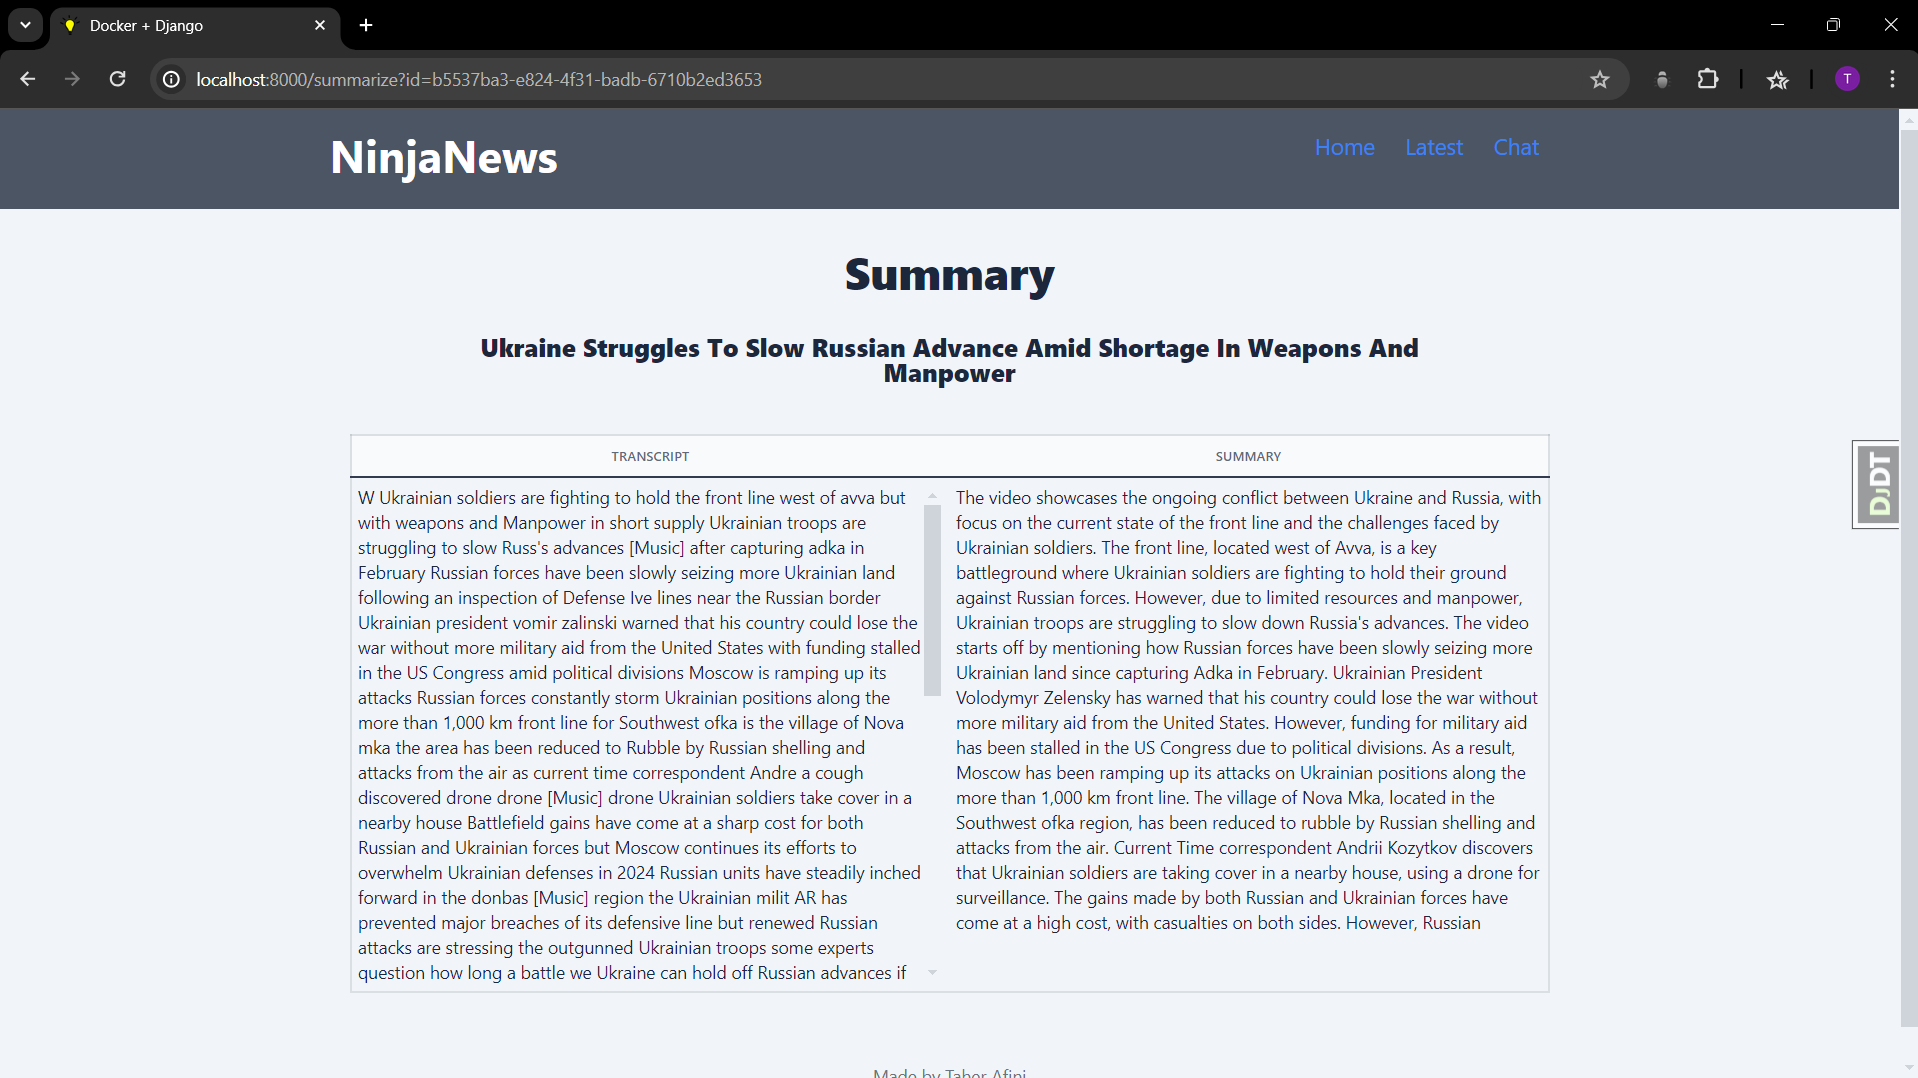 Docker + Django
localhost:8000/summarize?id=b5537ba3-e824-4f31-badb-6710b2ed3653
T
NinjaNews
Home Latest Chat
Summary
Ukraine Struggles To Slow Russian Advance Amid Shortage In Weapons And
Manpower
TRANSCRIPT
W Ukrainian soldiers are fighting to hold the front line west of avva but
with weapons and Manpower in short supply Ukrainian troops are
struggling to slow Russ's advances [Music] after capturing adka in
February Russian forces have been slowly seizing more Ukrainian land
following an inspection of Defense Ive lines near the Russian border
Ukrainian president vomir zalinski warned that his country could lose the
war without more military aid from the United States with funding stalled
in the US Congress amid political divisions Moscow is ramping up its
attacks Russian forces constantly storm Ukrainian positions along the
more than 1,000 km front line for Southwest ofka is the village of Nova
mka the area has been reduced to Rubble by Russian shelling and
attacks from the air as current time correspondent Andre a cough
discovered drone drone [Music] drone Ukrainian soldiers take cover in a
nearby house Battlefield gains have come at a sharp cost for both
Russian and Ukrainian forces but Moscow continues its efforts to
overwhelm Ukrainian defenses in 2024 Russian units have steadily inched
forward in the donbas [Music] region the Ukrainian milit AR has
prevented major breaches of its defensive line but renewed Russian
attacks are stressing the outgunned Ukrainian troops some experts
question how long a battle we Ukraine can hold off Russian advances if
SUMMARY
The video showcases the ongoing conflict between Ukraine and Russia, with
focus on the current state of the front line and the challenges faced by
Ukrainian soldiers. The front line, located west of Avva, is a key
battleground where Ukrainian soldiers are fighting to hold their ground
against Russian forces. However, due to limited resources and manpower,
Ukrainian troops are struggling to slow down Russia's advances. The video
starts off by mentioning how Russian forces have been slowly seizing more
Ukrainian land since capturing Adka in February. Ukrainian President
Volodymyr Zelensky has warned that his country could lose the war without
more military aid from the United States. However, funding for military aid
has been stalled in the US Congress due to political divisions. As a result,
Moscow has been ramping up its attacks on Ukrainian positions along the
more than 1,000 km front line. The village of Nova Mka, located in the
Southwest ofka region, has been reduced to rubble by Russian shelling and
attacks from the air. Current Time correspondent Andrii Kozytkov discovers
that Ukrainian soldiers are taking cover in a nearby house, using a drone for
surveillance. The gains made by both Russian and Ukrainian forces have
come at a high cost, with casualties on both sides. However, Russian
DJDT
Made by Taher Afini